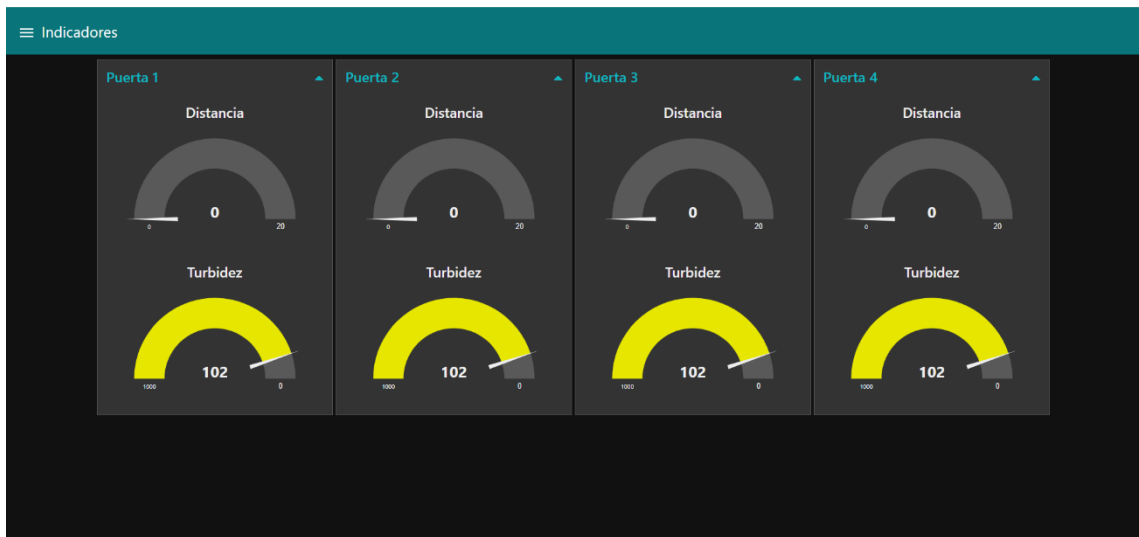 Indicadores
Puerta 1
Distancia
0
0
20
Turbidez
102
1000
0
Puerta 2
Distancia
0
0
20
Turbidez
102
1000
0
Puerta 3
Distancia
0
0
20
Turbidez
102
1000
0
Puerta 4
Distancia
0
0
20
Turbidez
102
1000
0